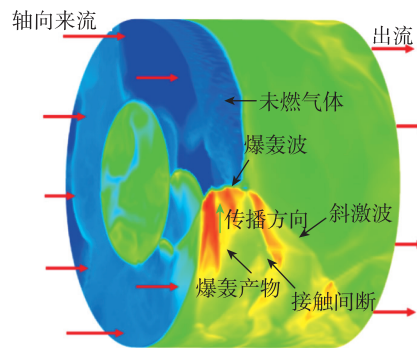 轴向来流
出流
未燃气体
爆轰波
传播方向
斜激波
爆轰产物
接触间断